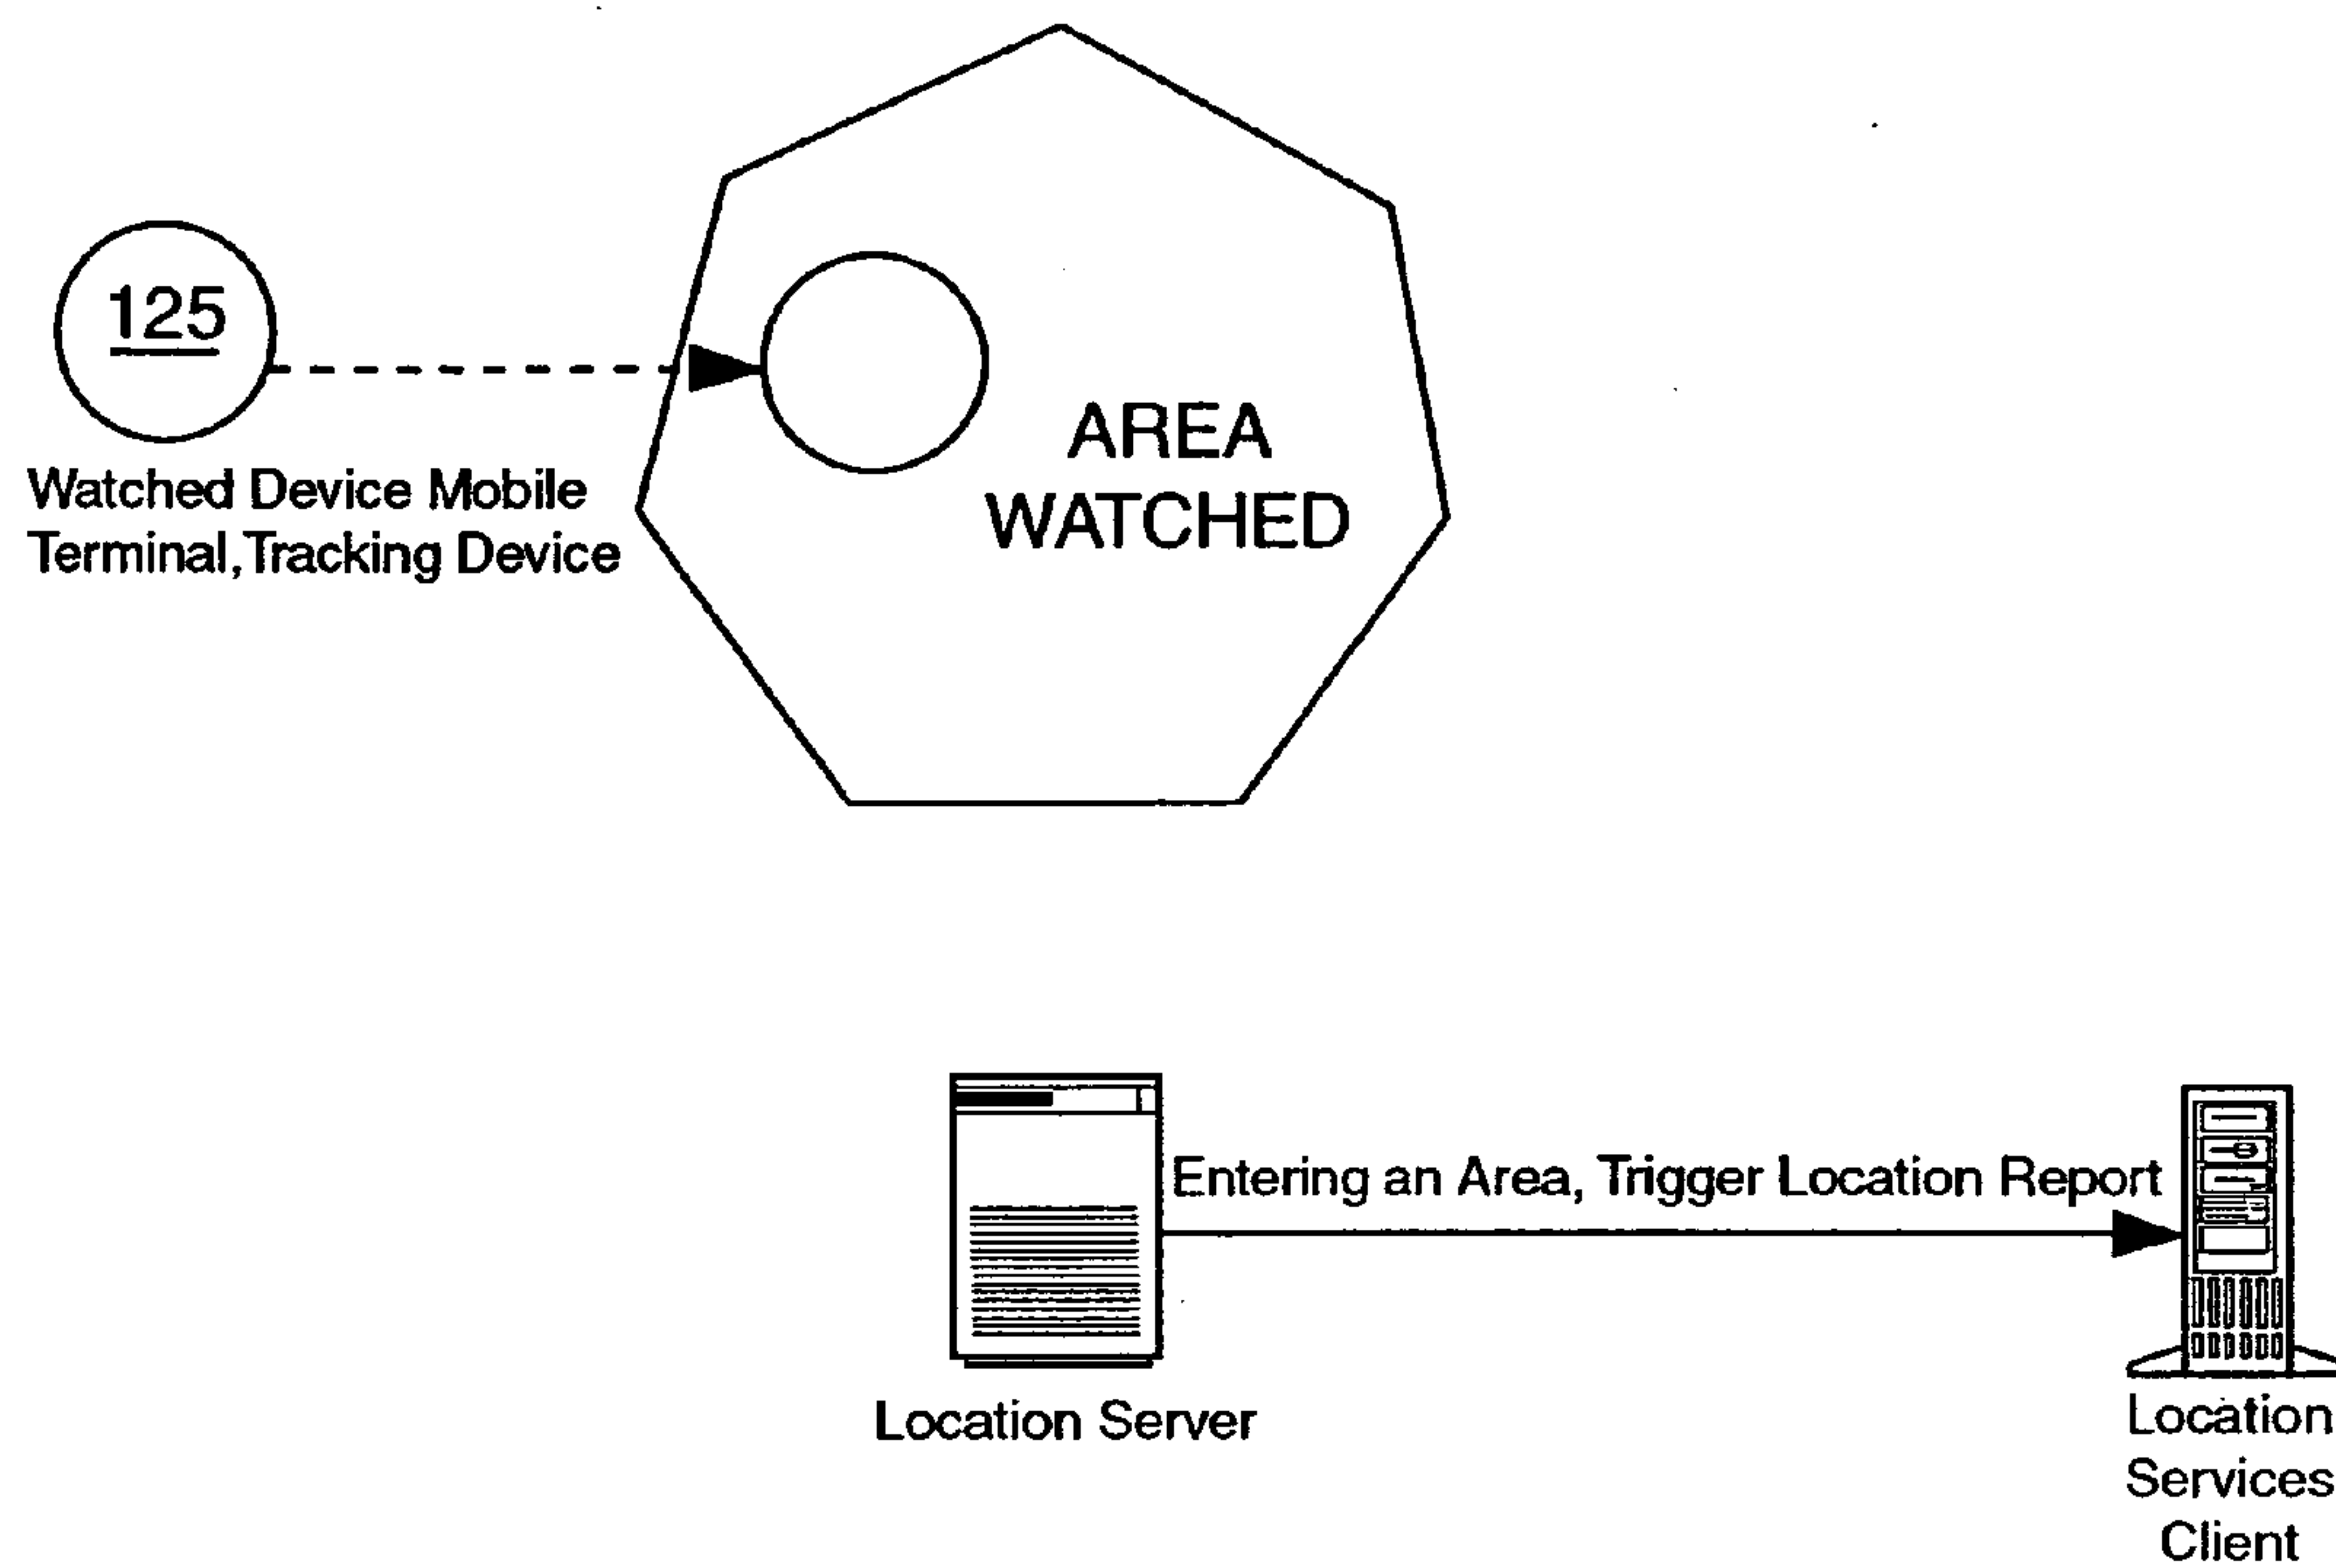 125
Watched Device Mobile
Terminal, Tracking Device
AREA
WATCHED
Entering an Area, Trigger Location Report
Location Server
Location
Services
Client